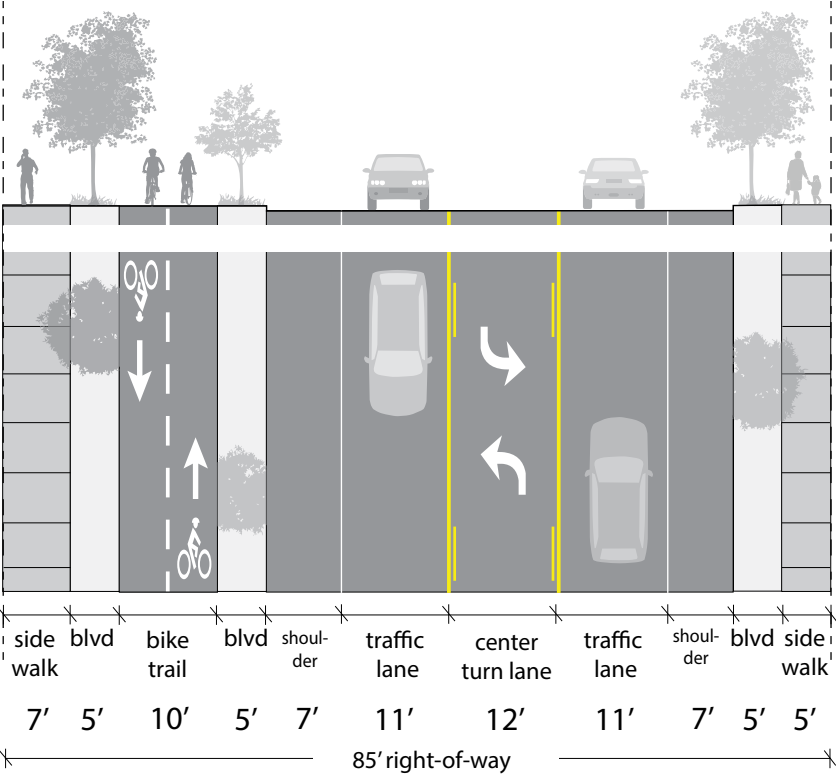 side walk
blvd
bike trail
blvd
shoul-
der
traffic lane
center turn lane
traffic lane
shoul-
der
blvd
side walk
7′ 5′ 10′ 5′ 7′ 11′ 12′ 11′ 7′ 5′ 5′
85′ right-of-way